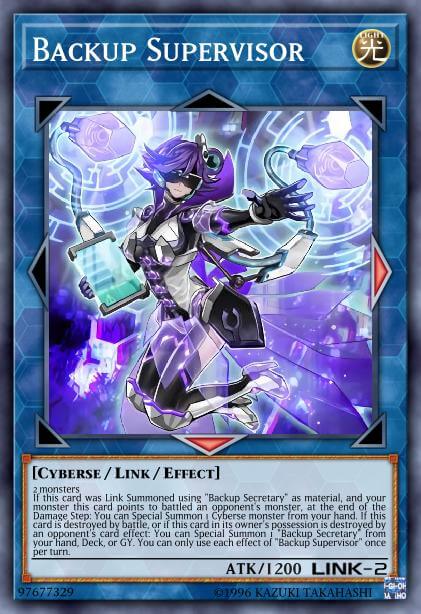 BACKUP SUPERVISOR
LIGHT
光
[CYBERSE / LINK / EFFECT]
2 monsters
If this card was Link Summoned using "Backup Secretary" as material, and your
monster this card points to battled an opponent's monster, at the end of the
Damage Step: You can Special Summon 1 Cyberse monster from your hand. If this
card is destroyed by battle, or if this card in its owner's possession is destroyed by
an opponent's card effect: You can Special Summon 1 "Backup Secretary" from
your hand, Deck, or GY. You can only use each effect of "Backup Supervisor" once
per turn.
ATK/1200 LINK-2
97677329 ©1996 KAZUKI TAKAHASHI